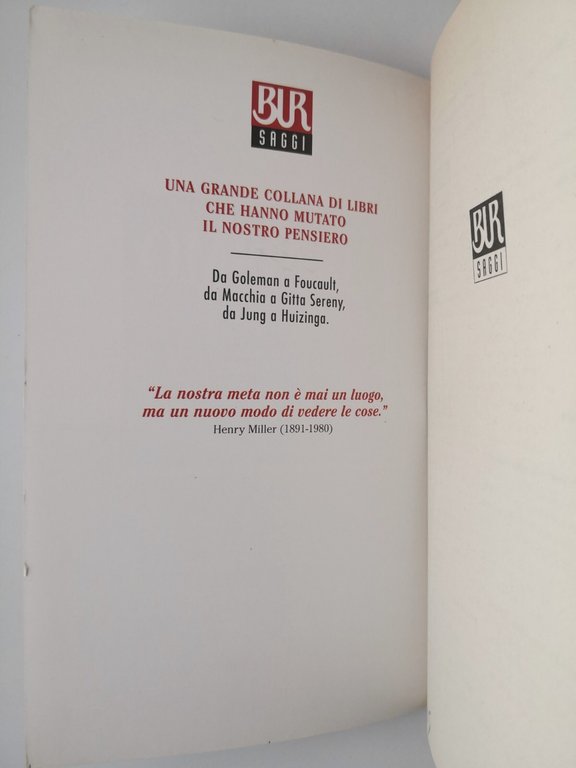 BUR
SAGGI
UNA GRANDE COLLANA DI LIBRI
CHE HANNO MUTATO
IL NOSTRO PENSIERO
Da Goleman a Foucault,
da Macchia a Gitta Sereny,
da Jung a Huizinga.
“La nostra meta non è mai un luogo,
ma un nuovo modo di vedere le cose.”
Henry Miller (1891-1980)
BUR
SAGGI